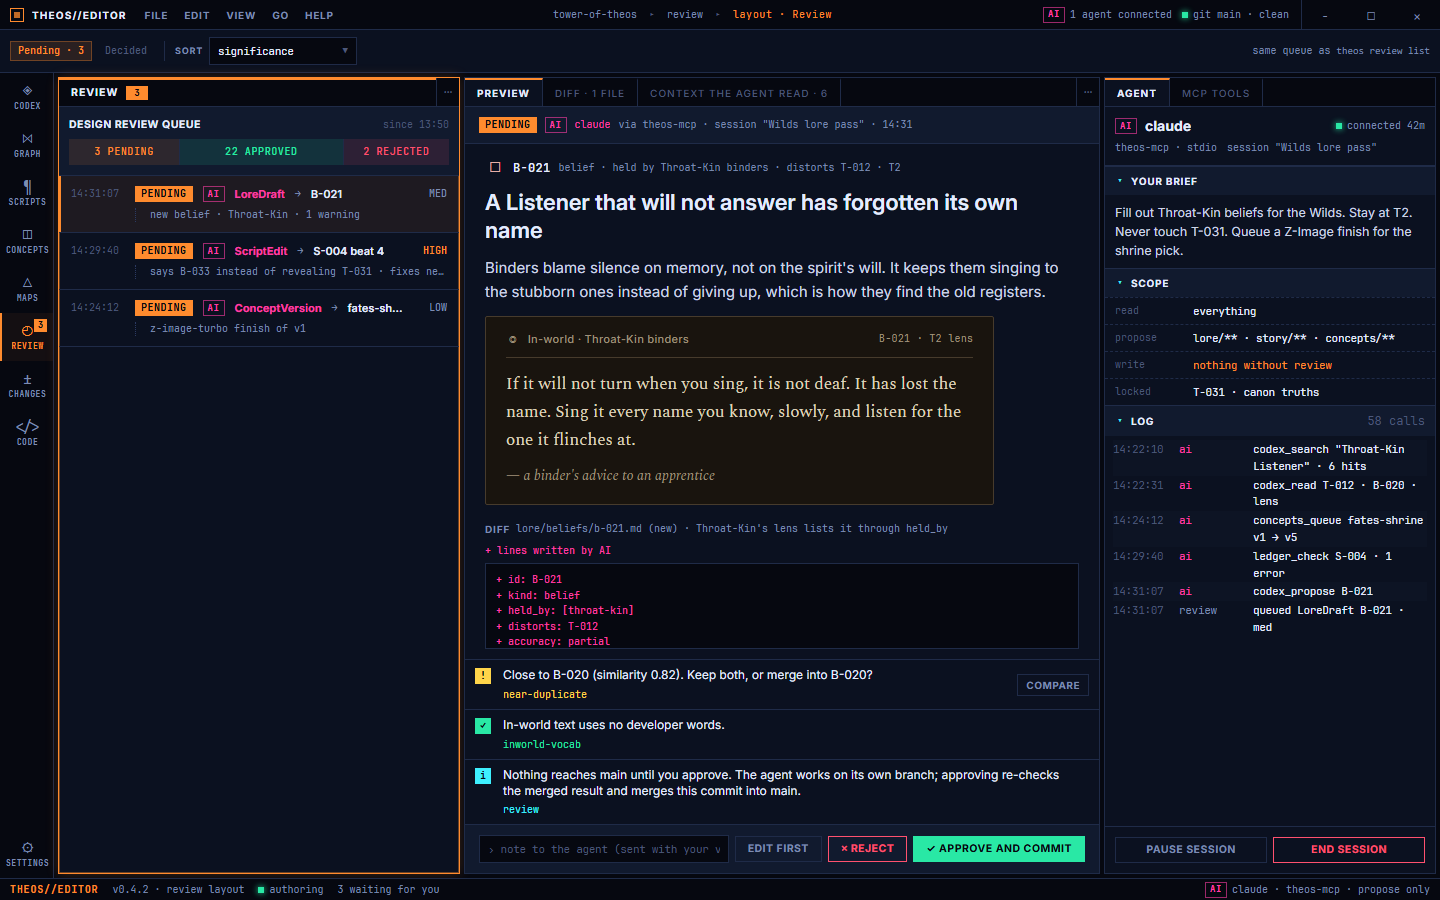 THEOS//EDITOR FILE EDIT VIEW GO HELP
tower-of-theos - review - layout · Review
AI 1 agent connected git main · clean
Pending · 3 Decided SORT significance
same queue as theos review list
CODEX
GRAPH
SCRIPTS
CONCEPTS
MAPS
3
REVIEW
CHANGES
CODE
SETTINGS
REVIEW 3
DESIGN REVIEW QUEUE since 13:50
3 PENDING 22 APPROVED 2 REJECTED
14:31:07 PENDING AI LoreDraft → B-021 MED
new belief · Throat-Kin · 1 warning
14:29:40 PENDING AI ScriptEdit → S-004 beat 4 HIGH
says B-033 instead of revealing T-031 · fixes ne…
14:24:12 PENDING AI ConceptVersion → fates-sh… LOW
z-image-turbo finish of v1
PREVIEW DIFF · 1 FILE CONTEXT THE AGENT READ · 6
PENDING AI claude via theos-mcp · session "Wilds lore pass" · 14:31
B-021 belief · held by Throat-Kin binders · distorts T-012 · T2
A Listener that will not answer has forgotten its own
name
Binders blame silence on memory, not on the spirit's will. It keeps them singing to
the stubborn ones instead of giving up, which is how they find the old registers.
In-world · Throat-Kin binders B-021 · T2 lens
If it will not turn when you sing, it is not deaf. It has lost the
name. Sing it every name you know, slowly, and listen for the
one it flinches at.
— a binder's advice to an apprentice
DIFF lore/beliefs/b-021.md (new) · Throat-Kin's lens lists it through held_by
+ lines written by AI
+ id: B-021
+ kind: belief
+ held_by: [throat-kin]
+ distorts: T-012
+ accuracy: partial
! Close to B-020 (similarity 0.82). Keep both, or merge into B-020?
near-duplicate
COMPARE
✓ In-world text uses no developer words.
inworld-vocab
i Nothing reaches main until you approve. The agent works on its own branch; approving re-checks
the merged result and merges this commit into main.
review
› note to the agent (sent with your v
EDIT FIRST × REJECT ✓ APPROVE AND COMMIT
AGENT MCP TOOLS
AI claude connected 42m
theos-mcp · stdio session "Wilds lore pass"
YOUR BRIEF
Fill out Throat-Kin beliefs for the Wilds. Stay at T2.
Never touch T-031. Queue a Z-Image finish for the
shrine pick.
SCOPE
read everything
propose lore/** · story/** · concepts/**
write nothing without review
locked T-031 · canon truths
LOG 58 calls
14:22:10 ai codex_search "Throat-Kin
Listener" · 6 hits
14:22:31 ai codex_read T-012 · B-020 ·
lens
14:24:12 ai concepts_queue fates-shrine
v1 → v5
14:29:40 ai ledger_check S-004 · 1
error
14:31:07 ai codex_propose B-021
14:31:07 review queued LoreDraft B-021 ·
med
PAUSE SESSION END SESSION
THEOS//EDITOR v0.4.2 · review layout authoring 3 waiting for you
AI claude · theos-mcp · propose only